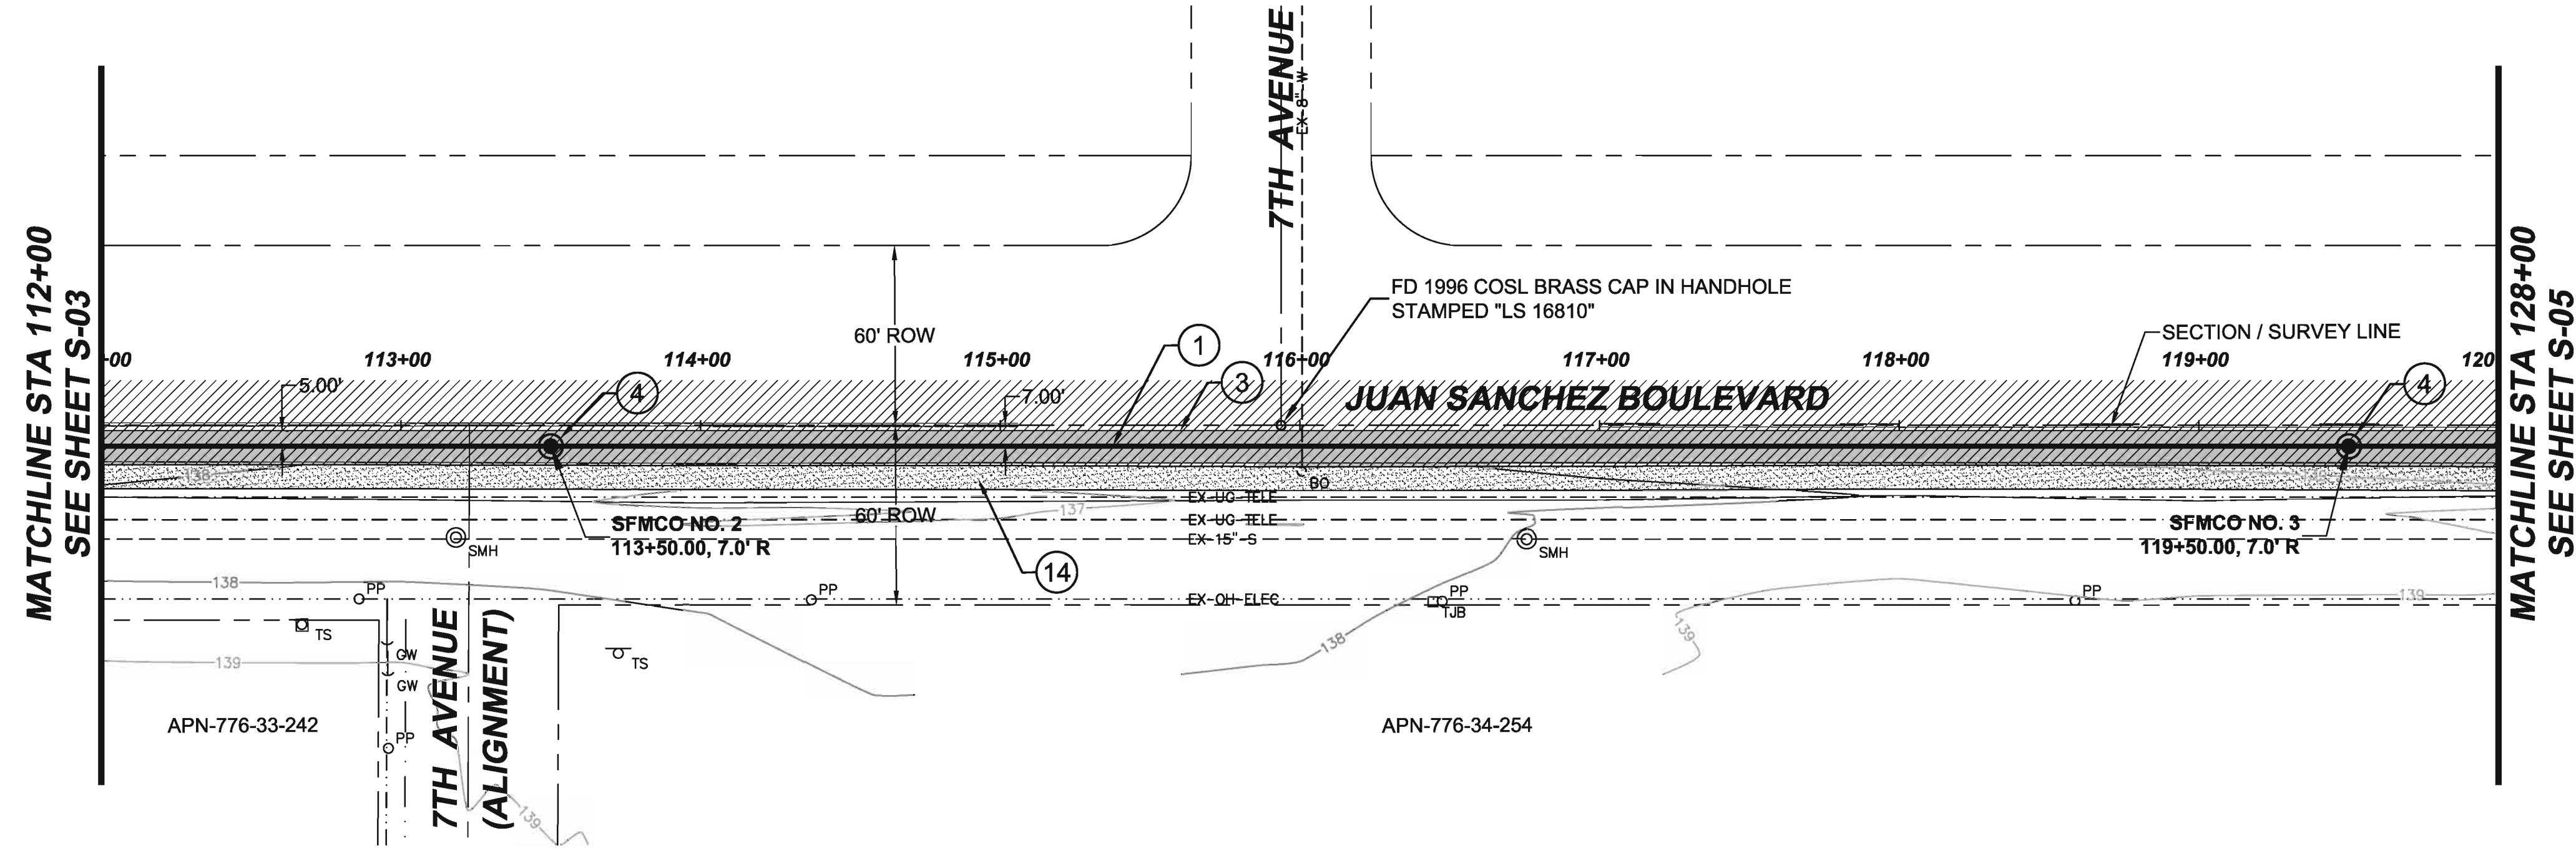 MATCHLINE STA 112+00
SEE SHEET S-03
7TH AVENUE
EX-8"-W
FD 1996 COSL BRASS CAP IN HANDHOLE
STAMPED "LS 16810"
SECTION / SURVEY LINE
60' ROW
-00
113+00
114+00
115+00
116+00
117+00
118+00
119+00
120
1
3
4
4
5.00'
7.00'
JUAN SANCHEZ BOULEVARD
138
BO
EX-UG-TELE
137
60' ROW
EX-UG-TELE
EX-15"-S
SFMCO NO. 2
113+50.00, 7.0' R
SFMCO NO. 3
119+50.00, 7.0' R
SMH
SMH
14
138
PP
PP
EX-OH-ELEC
PP
TJB
PP
139
TS
TS
139
GW
GW
138
139
7TH AVENUE
(ALIGNMENT)
APN-776-33-242
APN-776-34-254
PP
139
MATCHLINE STA 128+00
SEE SHEET S-05